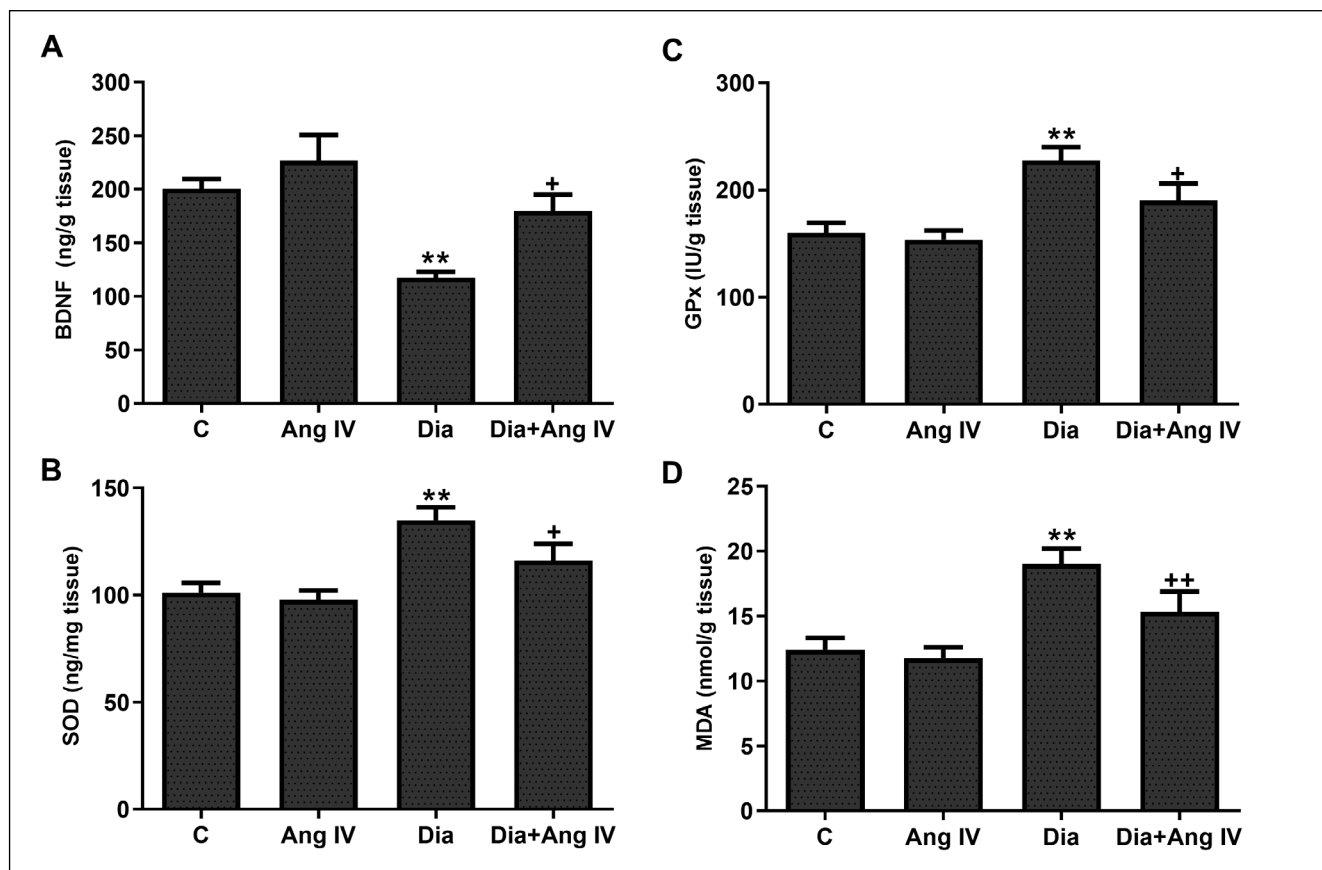 A
BDNF (ng/g tissue)
300
250
200
150
100
50
0
**
+
C Ang IV Dia Dia+Ang IV
B
SOD (ng/mg tissue)
150
100
50
0
**
+
C Ang IV Dia Dia+Ang IV
C
GPx (IU/g tissue)
300
200
100
0
**
+
C Ang IV Dia Dia+Ang IV
D
MDA (nmol/g tissue)
25
20
15
10
5
0
**
++
C Ang IV Dia Dia+Ang IV